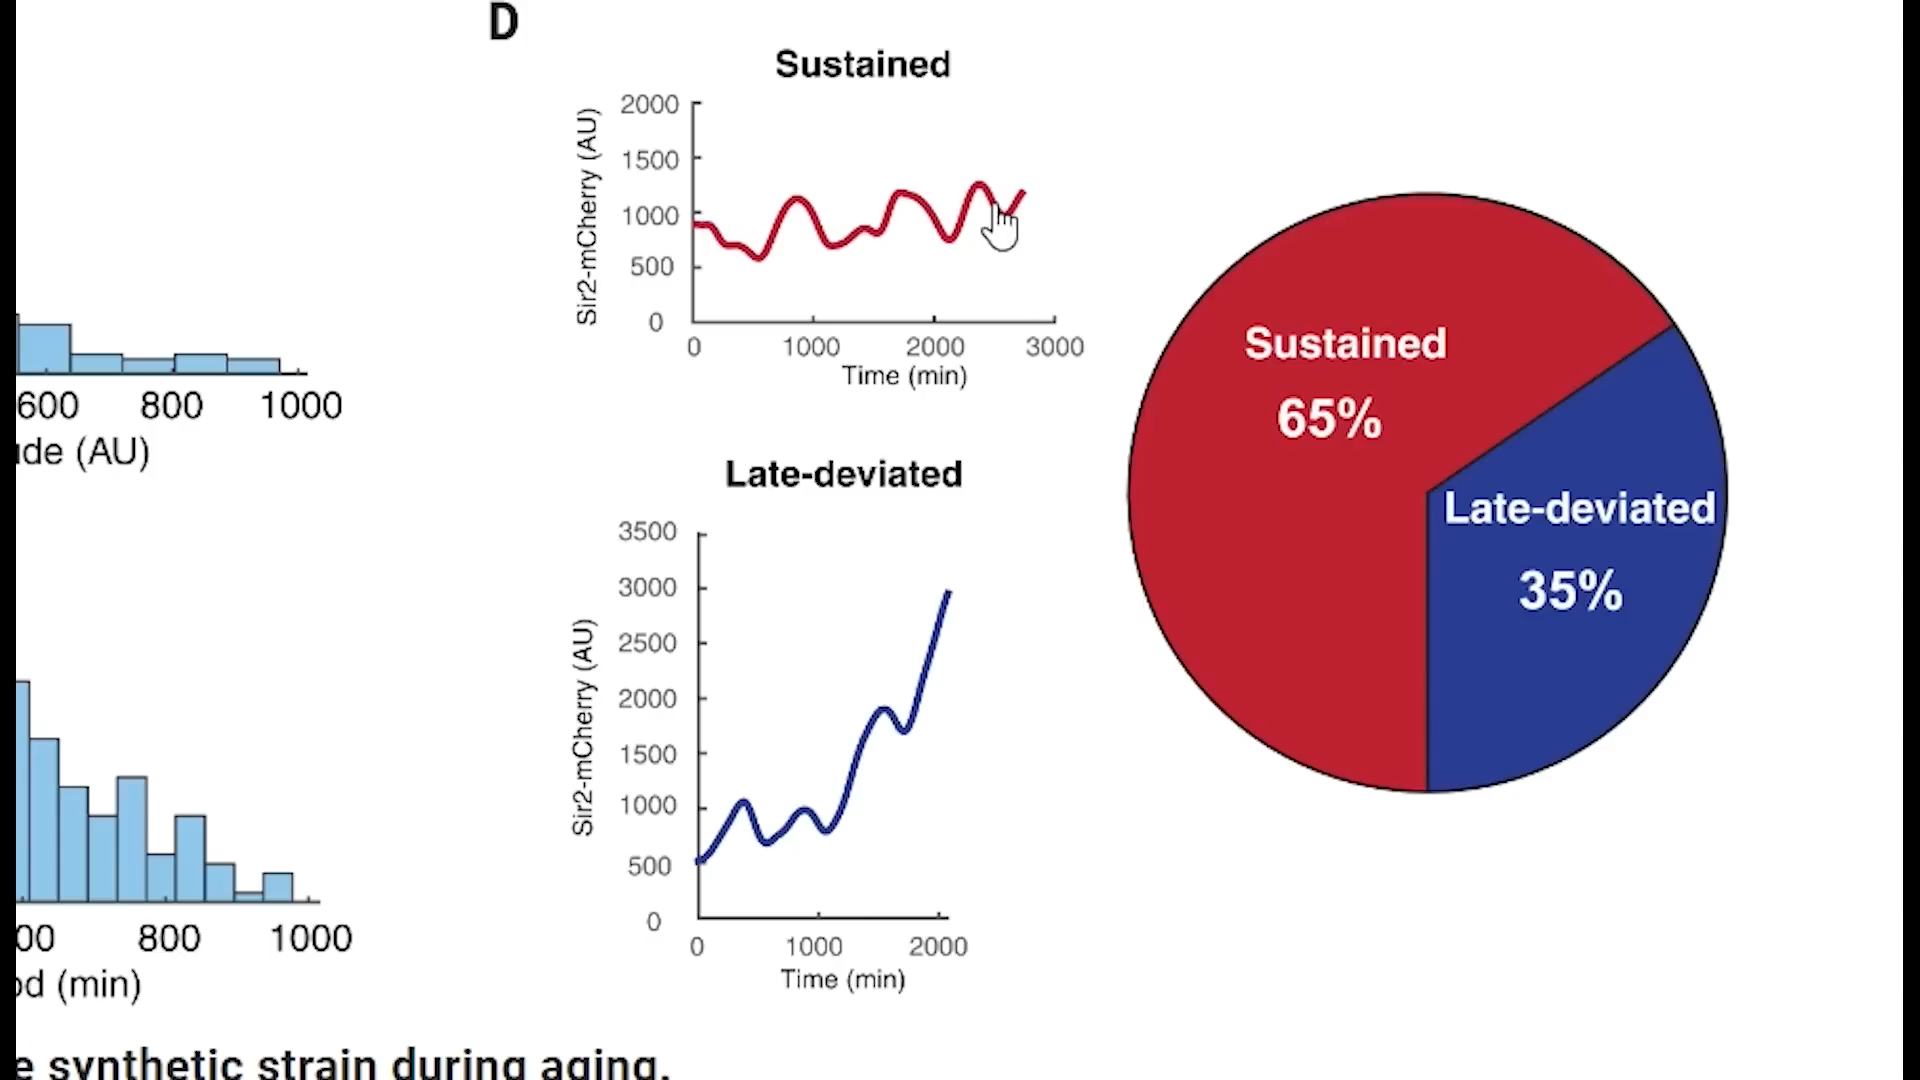 D
Sustained
2000
1500
1000
500
0
Sir2-mCherry (AU)
0 1000 2000 3000
Time (min)
Late-deviated
3500
3000
2500
2000
1500
1000
500
0
Sir2-mCherry (AU)
0 1000 2000
Time (min)
Sustained
65%
Late-deviated
35%
600 800 1000
ude (AU)
00 800 1000
od (min)
e synthetic strain during aging.